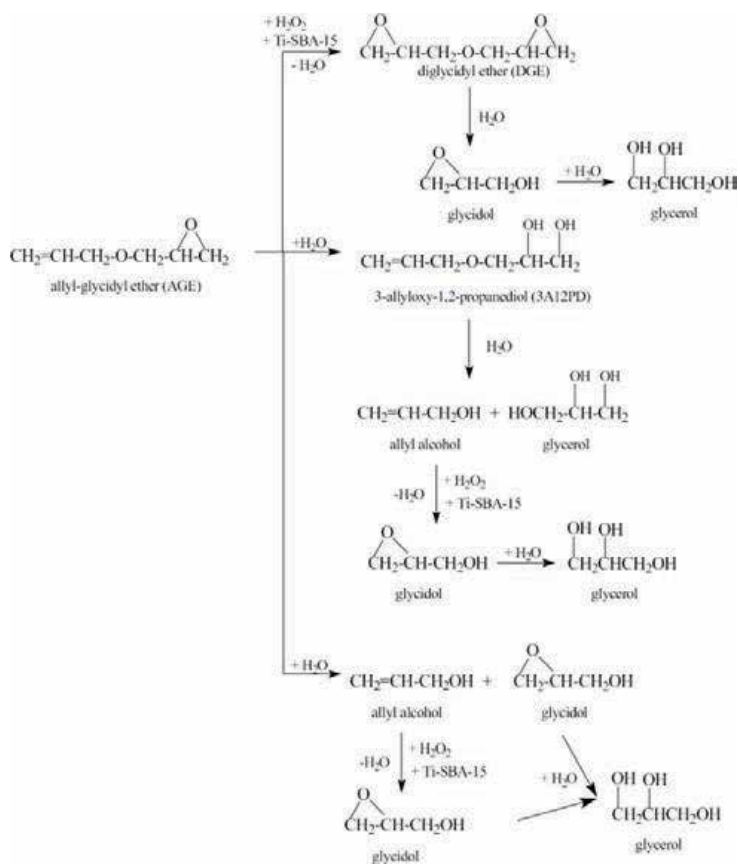 + H₂O₂
+ Ti-SBA-15
- H₂O
O O
CH₂-CH-CH₂-O-CH₂-CH-CH₂
diglycidyl ether (DGE)
H₂O
O
CH₂-CH-CH₂OH
glycidol
+ H₂O
OH OH
CH₂CHCH₂OH
glycerol
O
CH₂=CH-CH₂-O-CH₂-CH-CH₂
allyl-glycidyl ether (AGE)
+H₂O
OH OH
CH₂=CH-CH₂-O-CH₂-CH-CH₂
3-allyloxy-1,2-propanediol (3A12PD)
H₂O
OH OH
CH₂=CH-CH₂OH + HOCH₂-CH-CH₂
allyl alcohol glycerol
-H₂O
+ H₂O₂
+ Ti-SBA-15
O
CH₂-CH-CH₂OH
glycidol
+ H₂O
OH OH
CH₂CHCH₂OH
glycerol
+ H₂O
O
CH₂=CH-CH₂OH + CH₂-CH-CH₂OH
allyl alcohol glycidol
-H₂O
+ H₂O₂
+ Ti-SBA-15
+ H₂O
O
CH₂-CH-CH₂OH
glycidol
OH OH
CH₂CHCH₂OH
glycerol